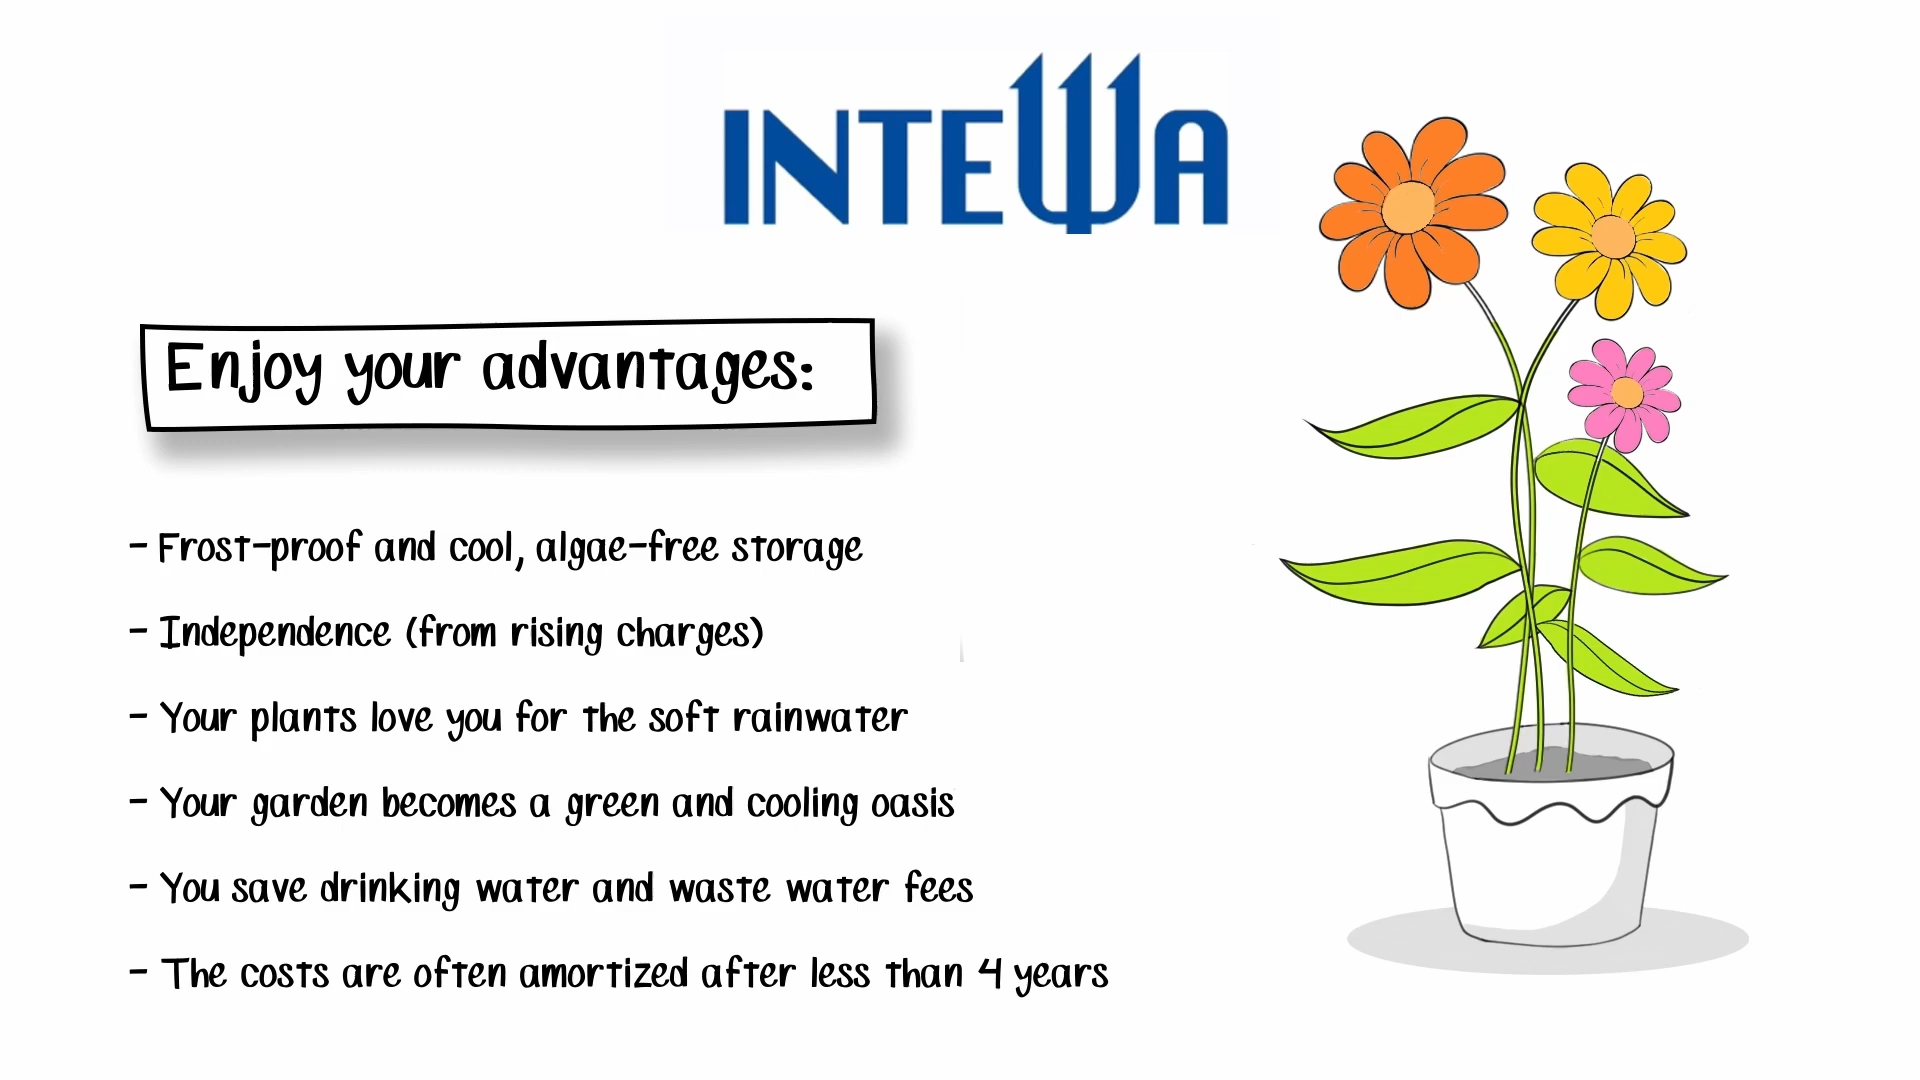 INTEWA
Enjoy your advantages:
- Frost-proof and cool, algae-free storage
- Independence (from rising charges)
- Your plants love you for the soft rainwater
- Your garden becomes a green and cooling oasis
- You save drinking water and waste water fees
- The costs are often amortized after less than 4 years